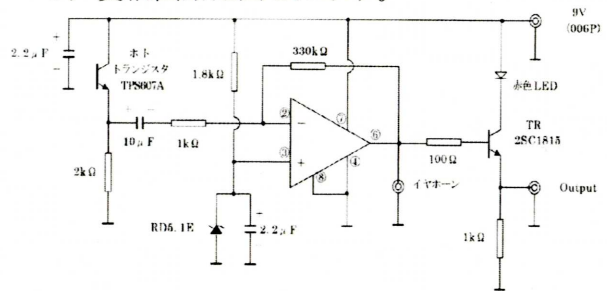 2.2μF
ホト
トランジスタ
TPS607A
1.8kΩ
330kΩ
9V
(006P)
赤色LED
10μF
1kΩ
2kΩ
②
③
⑦
⑥
④
⑧
100Ω
TR
2SC1815
イヤホーン
Output
RD5.1E
2.2μF
1kΩ